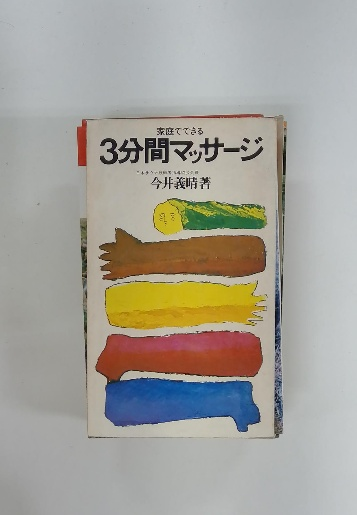 家庭でできる
3分間マッサージ
今井義晴著